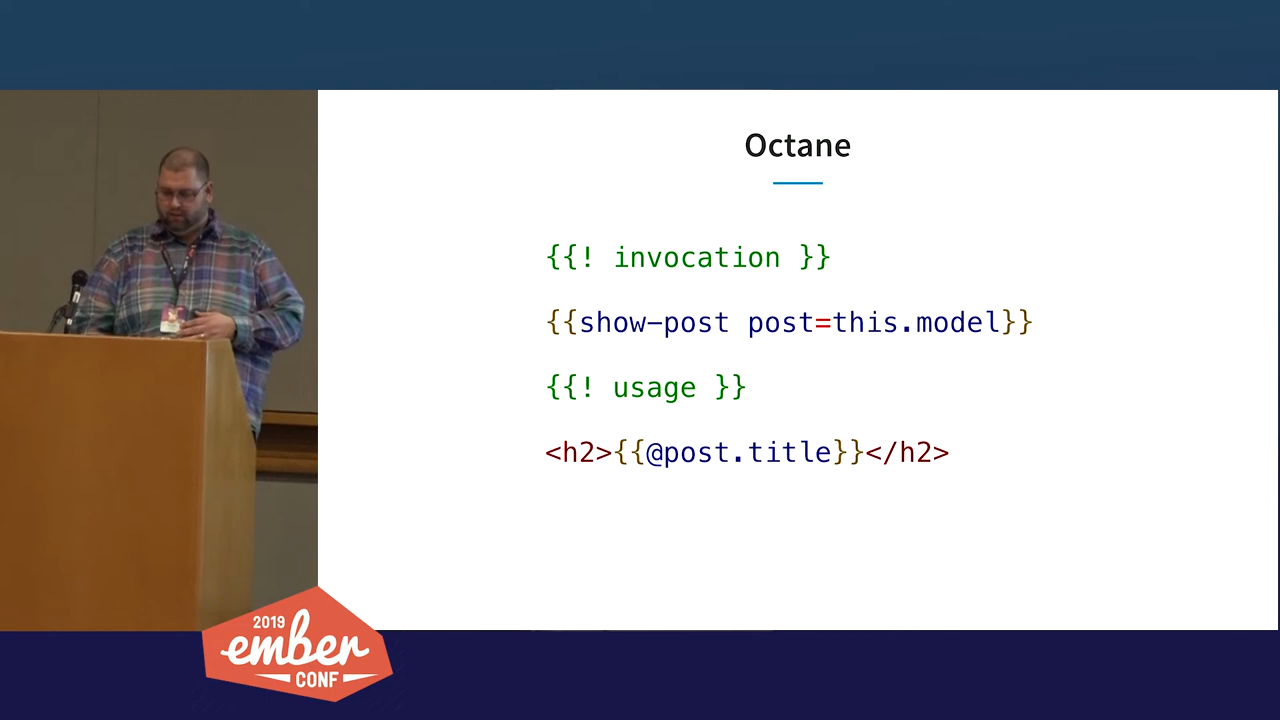 Octane
{{! invocation }}
{{show-post post=this.model}}
{{! usage }}
<h2>{{@post.title}}</h2>
2019
ember
CONF